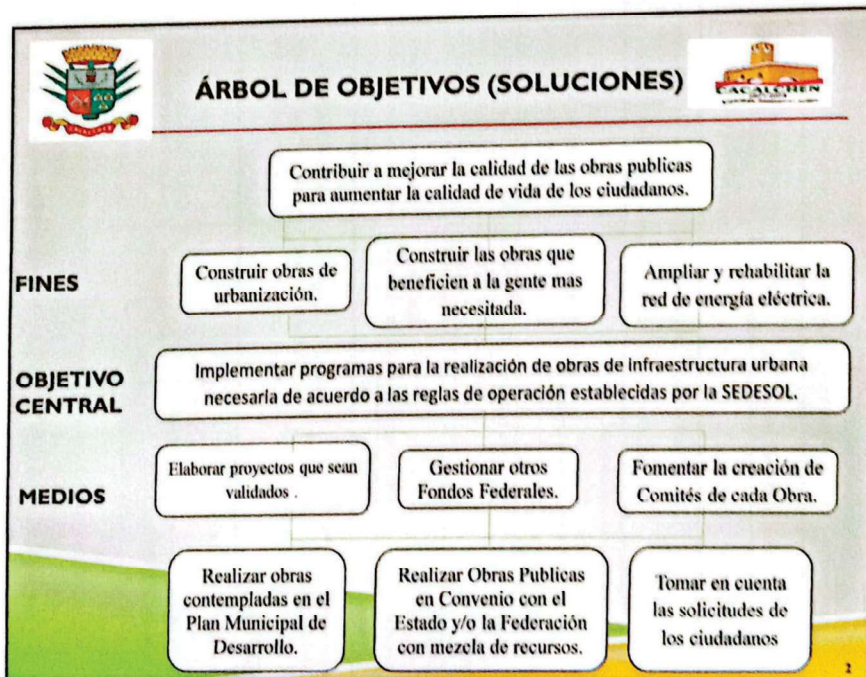 ÁRBOL DE OBJETIVOS (SOLUCIONES)
CACALCHEN
Contribuir a mejorar la calidad de las obras publicas
para aumentar la calidad de vida de los ciudadanos.
FINES
Construir obras de
urbanización.
Construir las obras que
beneficien a la gente mas
necesitada.
Ampliar y rehabilitar la
red de energía eléctrica.
OBJETIVO
CENTRAL
Implementar programas para la realización de obras de infraestructura urbana
necesaria de acuerdo a las reglas de operación establecidas por la SEDESOL.
MEDIOS
Elaborar proyectos que sean
validados .
Gestionar otros
Fondos Federales.
Fomentar la creación de
Comités de cada Obra.
Realizar obras
contempladas en el
Plan Municipal de
Desarrollo.
Realizar Obras Publicas
en Convenio con el
Estado y/o la Federación
con mezcla de recursos.
Tomar en cuenta
las solicitudes de
los ciudadanos
2